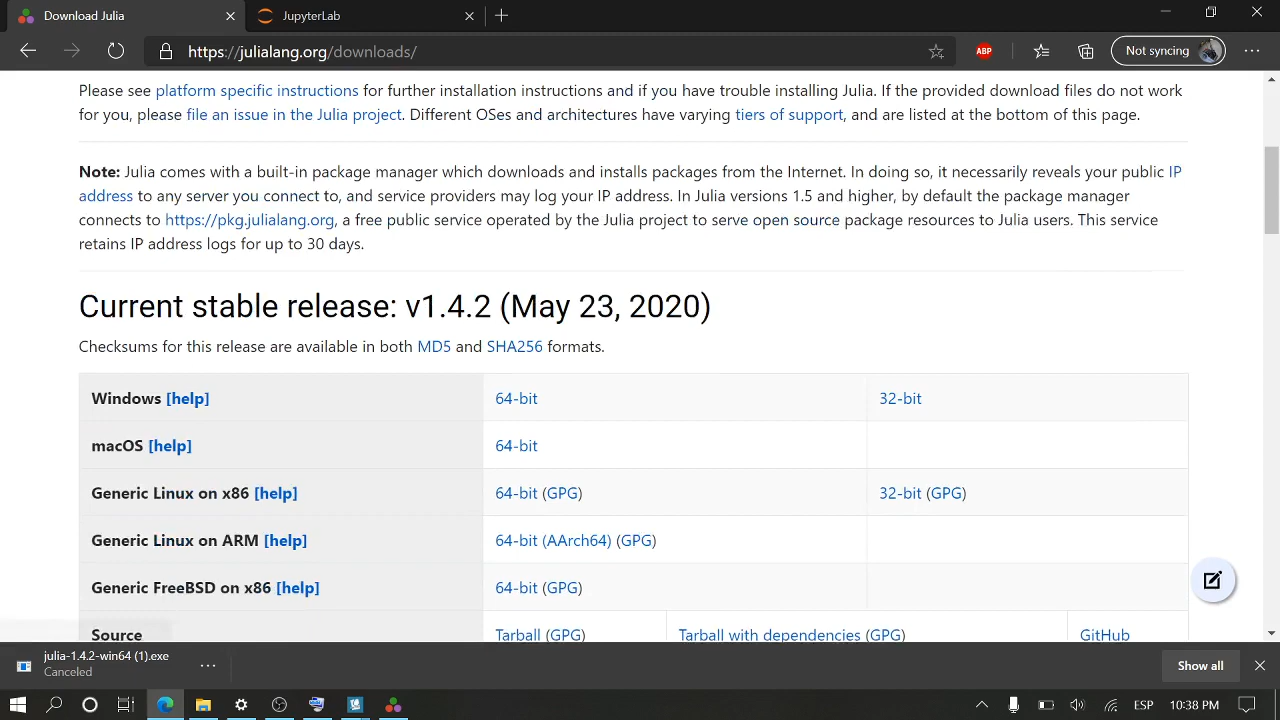 Download Julia
JupyterLab
https://julialang.org/downloads/
ABP
Not syncing
Please see platform specific instructions for further installation instructions and if you have trouble installing Julia. If the provided download files do not work
for you, please file an issue in the Julia project. Different OSes and architectures have varying tiers of support, and are listed at the bottom of this page.
Note: Julia comes with a built-in package manager which downloads and installs packages from the Internet. In doing so, it necessarily reveals your public IP
address to any server you connect to, and service providers may log your IP address. In Julia versions 1.5 and higher, by default the package manager
connects to https://pkg.julialang.org, a free public service operated by the Julia project to serve open source package resources to Julia users. This service
retains IP address logs for up to 30 days.
Current stable release: v1.4.2 (May 23, 2020)
Checksums for this release are available in both MD5 and SHA256 formats.
Windows [help] 64-bit 32-bit
macOS [help] 64-bit
Generic Linux on x86 [help] 64-bit (GPG) 32-bit (GPG)
Generic Linux on ARM [help] 64-bit (AArch64) (GPG)
Generic FreeBSD on x86 [help] 64-bit (GPG)
Source Tarball (GPG) Tarball with dependencies (GPG) GitHub
julia-1.4.2-win64 (1).exe
Canceled
Show all
ESP 10:38 PM